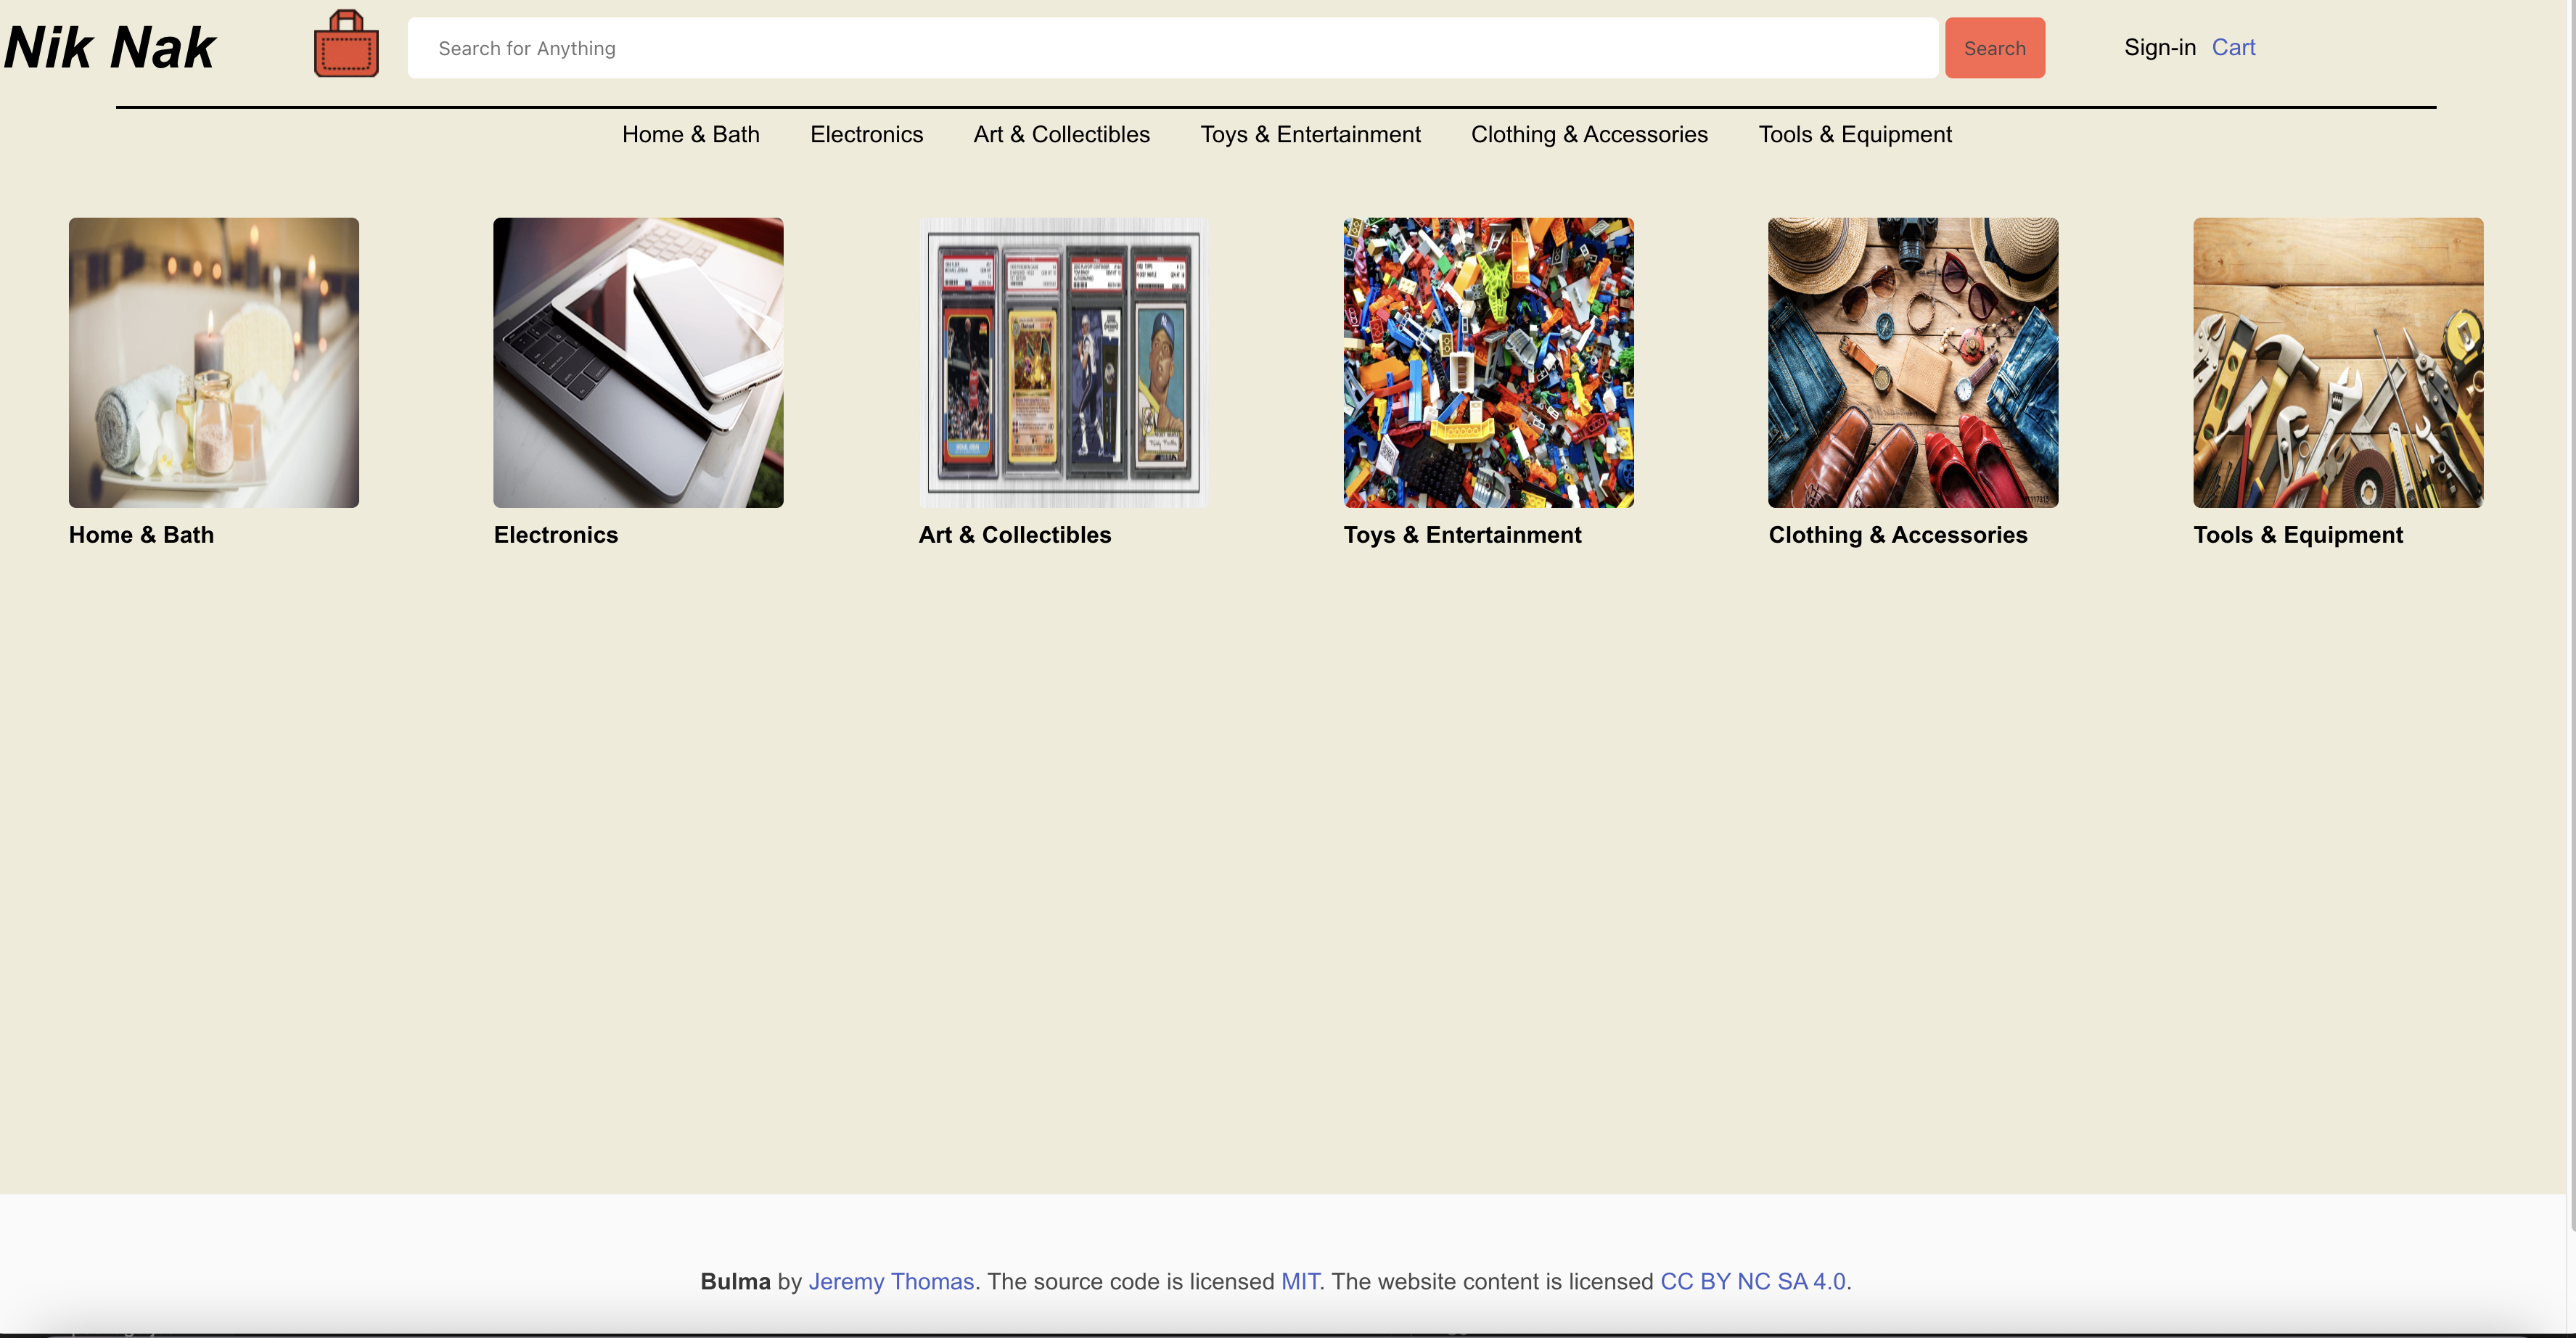 Nik Nak
Search for Anything
Search
Sign-in Cart
Home & Bath Electronics Art & Collectibles Toys & Entertainment Clothing & Accessories Tools & Equipment
Home & Bath Electronics Art & Collectibles Toys & Entertainment Clothing & Accessories Tools & Equipment
Bulma by Jeremy Thomas. The source code is licensed MIT. The website content is licensed CC BY NC SA 4.0.